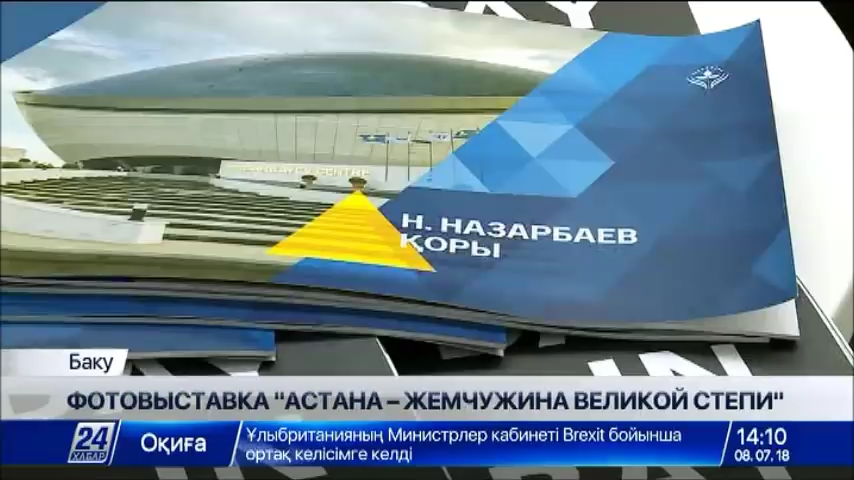 Н. НАЗАРБАЕВ
ҚОРЫ
Баку
ФОТОВЫСТАВКА "АСТАНА – ЖЕМЧУЖИНА ВЕЛИКОЙ СТЕПИ"
24
ХАБАР
Оқиға
Ұлыбританияның Министрлер кабинеті Brexit бойынша
ортақ келісімге келді
14:10
08.07.18